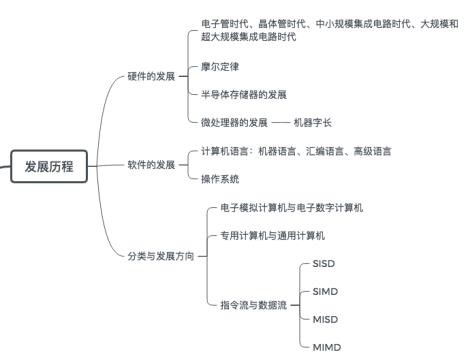 电子管时代、晶体管时代、中小规模集成电路时代、大规模和
超大规模集成电路时代
硬件的发展
摩尔定律
半导体存储器的发展
微处理器的发展
机器字长
发展历程
软件的发展
计算机语言：机器语言、汇编语言、高级语言
操作系统
电子模拟计算机与电子数字计算机
专用计算机与通用计算机
分类与发展方向
指令流与数据流
SISD
SIMD
MISD
MIMD